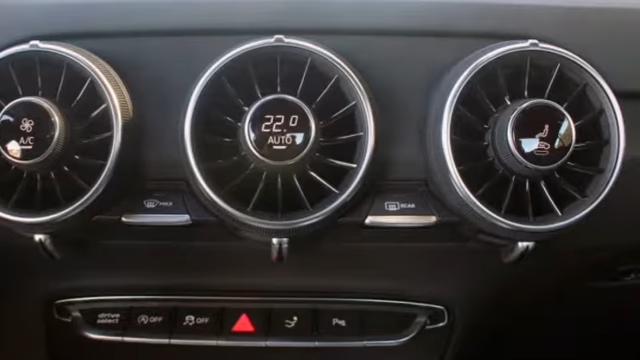 A/C
22.0
AUTO
MAX
REAR
drive
select
OFF
OFF